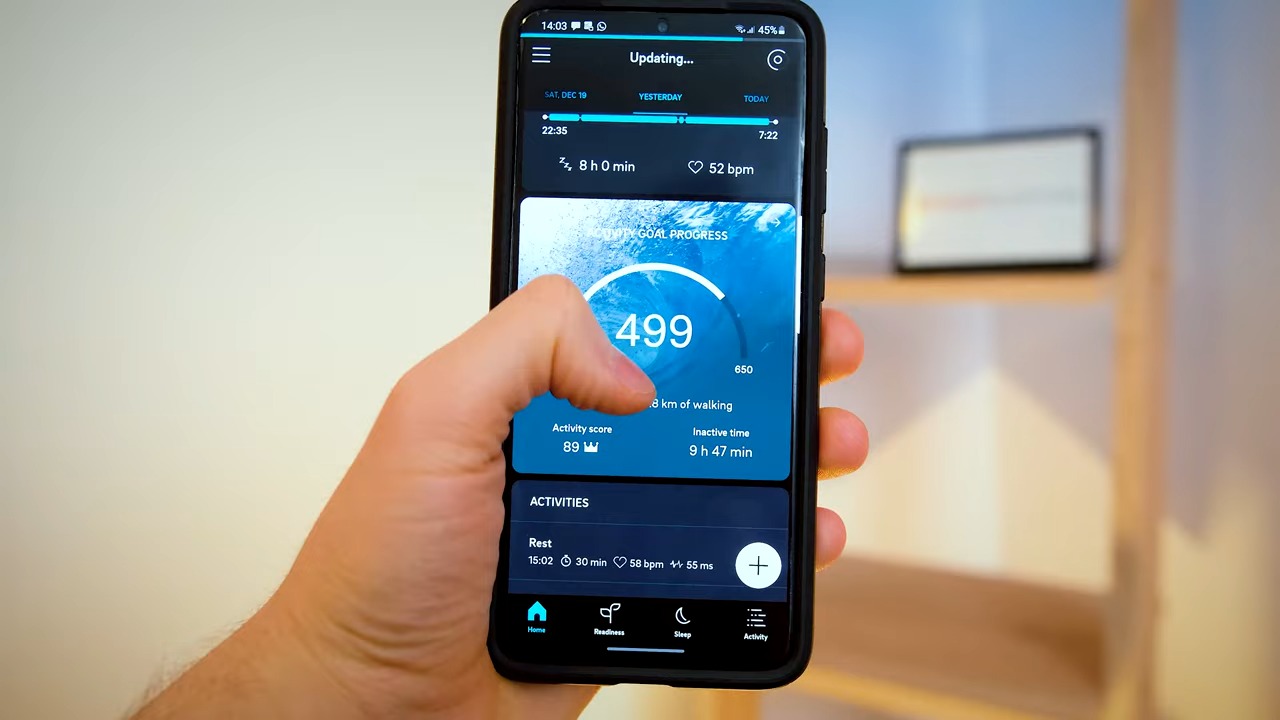 14:03 45%
Updating...
SAT, DEC 19 YESTERDAY TODAY
22:35 7:22
8 h 0 min 52 bpm
ACTIVITY GOAL PROGRESS
499
650
.8 km of walking
Activity score Inactive time
89 9 h 47 min
ACTIVITIES
Rest
15:02 30 min 58 bpm 55 ms
Home Readiness Sleep Activity